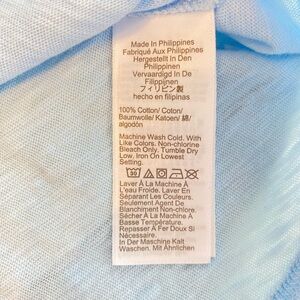 Made In Philippines
Fabriqué Aux Philippines
Hergestellt In Den
Philippinen
Vervaardigd In De
Filippijnen
フィリピン製
hecho en filipinas
100% Cotton/ Coton/
Baumwolle/ Katoen/ 綿/
algodón
Machine Wash Cold. With
Like Colors. Non-chlorine
Bleach Only. Tumble Dry
Low. Iron On Lowest
Setting.
30
Laver À La Machine À
L'Eau Froide. Laver En
Séparant Les Couleurs.
Seulement Agent De
Blanchiment Non-chlore.
Sécher À La Machine À
Basse Température.
Repasser À Fer Doux Si
Nécessaire.
In Der Maschine Kalt
Waschen. Mit Ähnlichen